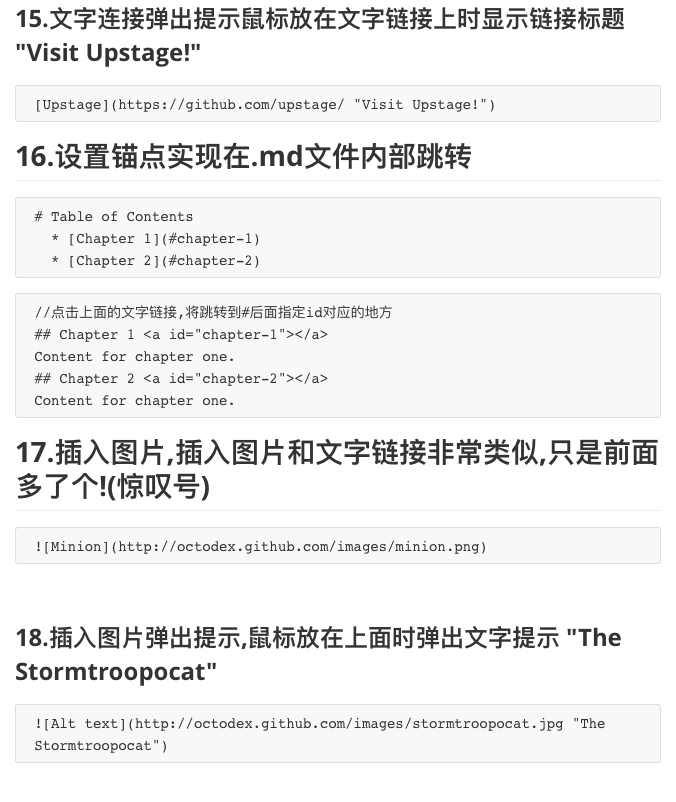 15.文字连接弹出提示鼠标放在文字链接上时显示链接标题
"Visit Upstage!"
[Upstage](https://github.com/upstage/ "Visit Upstage!")
16.设置锚点实现在.md文件内部跳转
# Table of Contents
  * [Chapter 1](#chapter-1)
  * [Chapter 2](#chapter-2)
//点击上面的文字链接,将跳转到#后面指定id对应的地方
## Chapter 1 <a id="chapter-1"></a>
Content for chapter one.
## Chapter 2 <a id="chapter-2"></a>
Content for chapter one.
17.插入图片,插入图片和文字链接非常类似,只是前面
多了个!(惊叹号)
![Minion](http://octodex.github.com/images/minion.png)
18.插入图片弹出提示,鼠标放在上面时弹出文字提示 "The
Stormtroopocat"
![Alt text](http://octodex.github.com/images/stormtroopocat.jpg "The
Stormtroopocat")